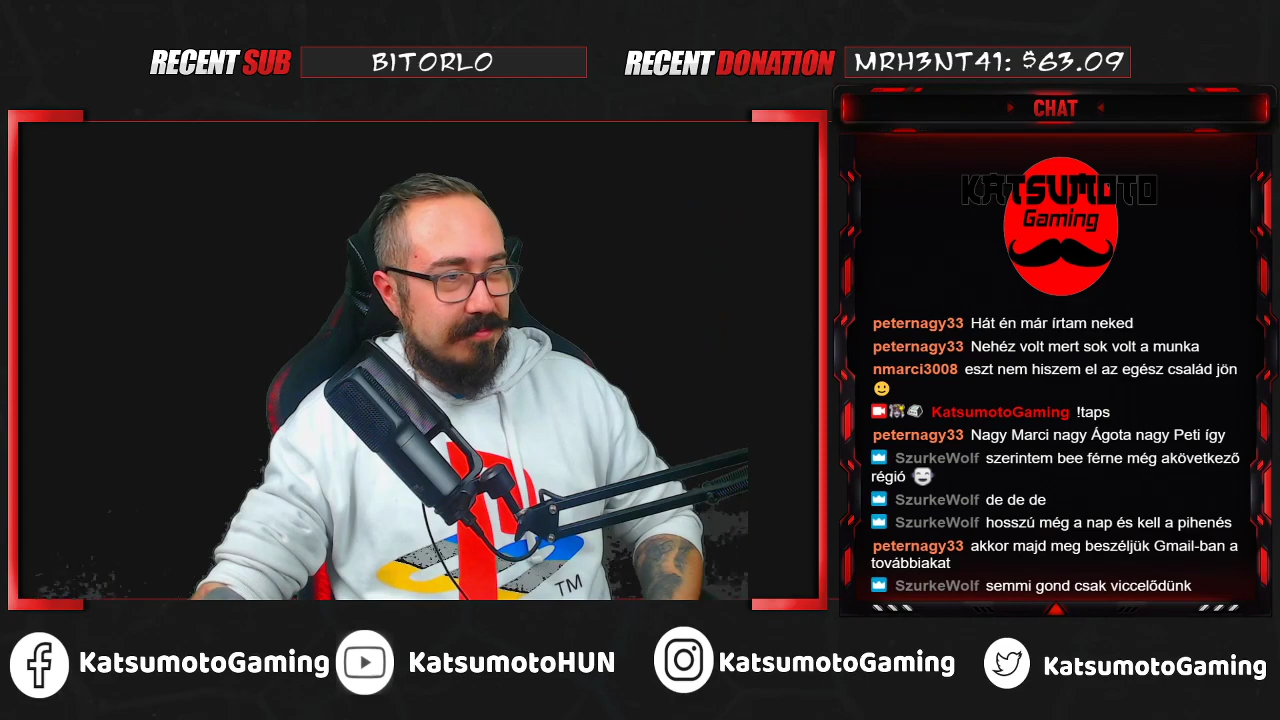 RECENT SUB
BITORLO
RECENT DONATION
MRH3NT41: $63.09
CHAT
KATSUMOTO
Gaming
peternagy33 Hát én már írtam neked
peternagy33 Nehéz volt mert sok volt a munka
nmarci3008 eszt nem hiszem el az egész család jön
KatsumotoGaming !taps
peternagy33 Nagy Marci nagy Ágota nagy Peti így
SzurkeWolf szerintem bee férne még akövetkező
régió
SzurkeWolf de de de
SzurkeWolf hosszú még a nap és kell a pihenés
peternagy33 akkor majd meg beszéljük Gmail-ban a
továbbiakat
SzurkeWolf semmi gond csak viccelődünk
TM
KatsumotoGaming
KatsumotoHUN
KatsumotoGaming
KatsumotoGaming